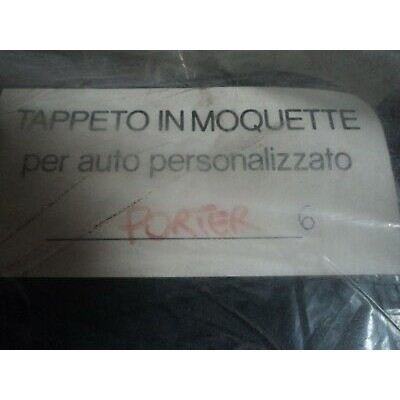 TAPPETO IN MOQUETTE
per auto personalizzato
PORTER 6